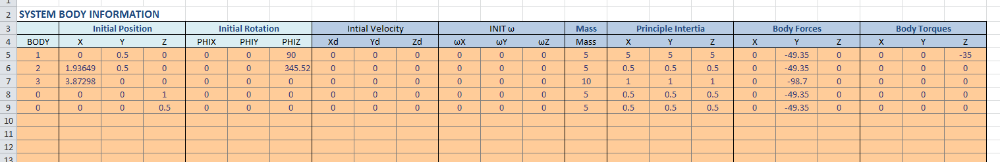 1
2 SYSTEM BODY INFORMATION
3 Initial Position Initial Rotation Intial Velocity INIT ω Mass Principle Intertia Body Forces Body Torques
4 BODY X Y Z PHIX PHIY PHIZ Xd Yd Zd ωX ωY ωZ Mass X Y Z X Y Z X Y Z
5 1 0 0.5 0 0 0 90 0 0 0 0 0 0 5 5 5 5 0 -49.35 0 0 0 -35
6 2 1.93649 0.5 0 0 0 345.52 0 0 0 0 0 0 5 0.5 0.5 0.5 0 -49.35 0 0 0 0
7 3 3.87298 0 0 0 0 0 0 0 0 0 0 0 10 1 1 1 0 -98.7 0 0 0 0
8 0 0 0 1 0 0 0 0 0 0 0 0 0 5 0.5 0.5 0.5 0 -49.35 0 0 0 0
9 0 0 0 0.5 0 0 0 0 0 0 0 0 0 5 0.5 0.5 0.5 0 -49.35 0 0 0 0
10
11
12
13